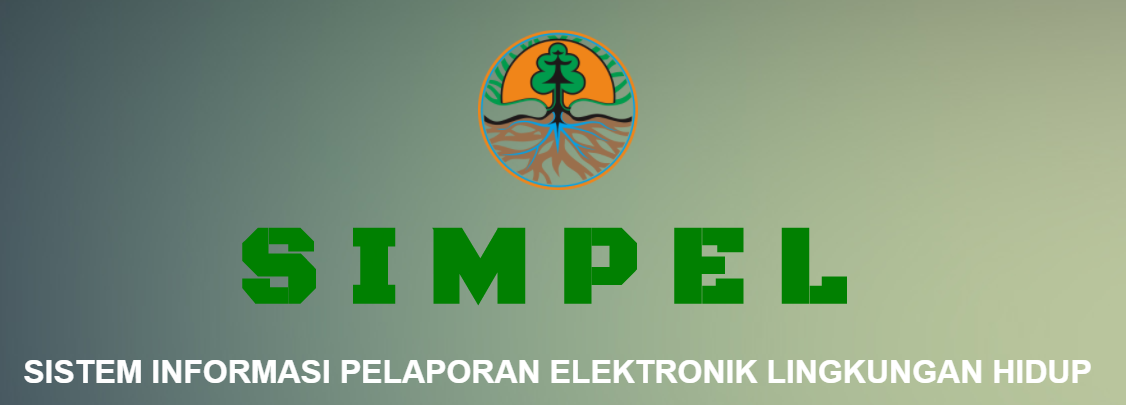 SIMPEL
SISTEM INFORMASI PELAPORAN ELEKTRONIK LINGKUNGAN HIDUP